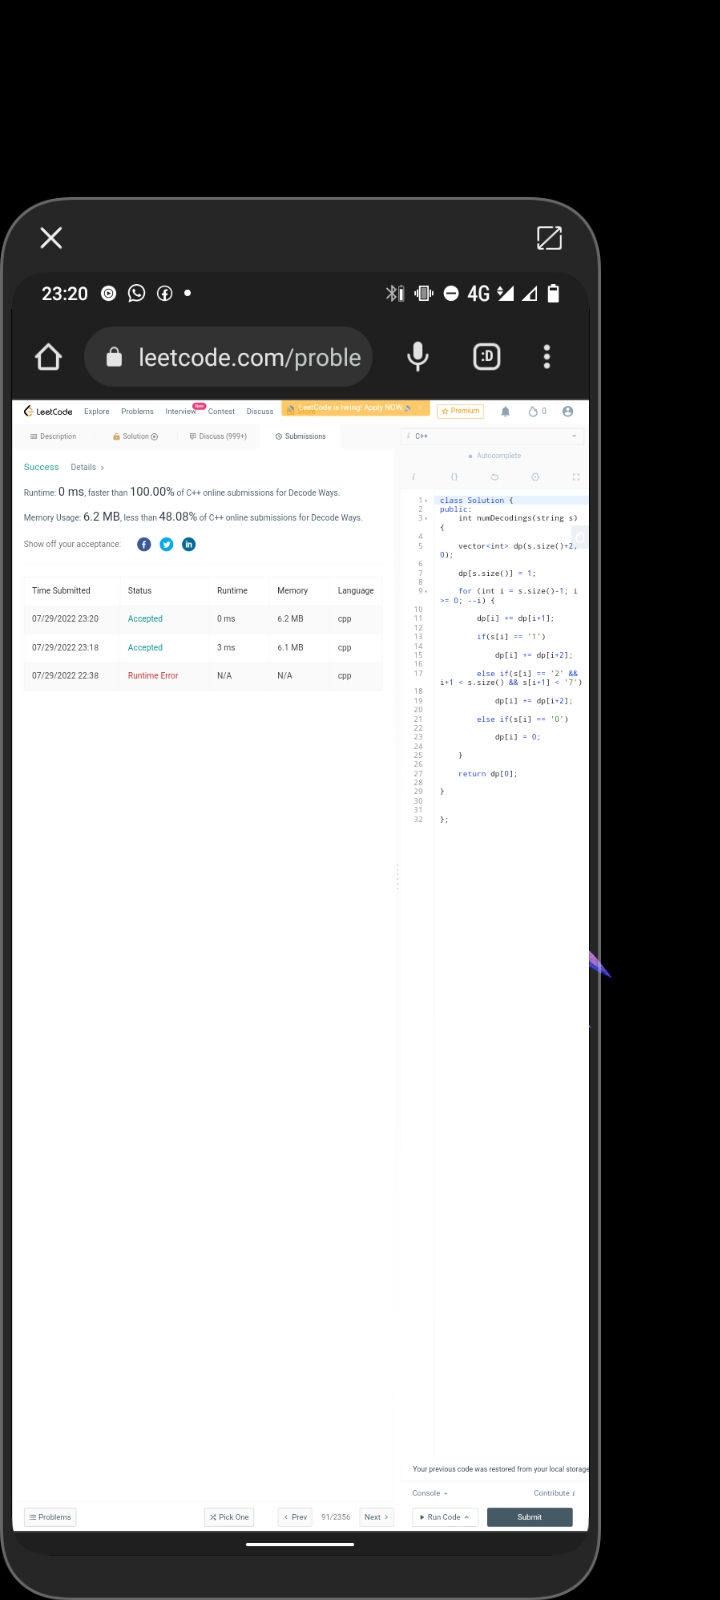 23:20
4G
leetcode.com/proble
:D
LeetCode
Explore
Problems
Interview
New
Contest
Discuss
LeetCode is hiring! Apply NOW.
Premium
0
Description
Solution
Discuss (999+)
Submissions
i C++
Autocomplete
i {}
Success
Details >
Runtime: 0 ms, faster than 100.00% of C++ online submissions for Decode Ways.
Memory Usage: 6.2 MB, less than 48.08% of C++ online submissions for Decode Ways.
Show off your acceptance:
Time Submitted Status Runtime Memory Language
07/29/2022 23:20 Accepted 0 ms 6.2 MB cpp
07/29/2022 23:18 Accepted 3 ms 6.1 MB cpp
07/29/2022 22:38 Runtime Error N/A N/A cpp
1 class Solution {
2 public:
3 int numDecodings(string s)
{
4
5 vector<int> dp(s.size()+2,
0);
6
7 dp[s.size()] = 1;
8
9 for (int i = s.size()-1; i
>= 0; --i) {
10
11 dp[i] += dp[i+1];
12
13 if(s[i] == '1')
14
15 dp[i] += dp[i+2];
16
17 else if(s[i] == '2' &&
i+1 < s.size() && s[i+1] < '7')
18
19 dp[i] += dp[i+2];
20
21 else if(s[i] == '0')
22
23 dp[i] = 0;
24
25 }
26
27 return dp[0];
28
29 }
30
31
32 };
Your previous code was restored from your local storage
Console
Contribute i
Problems
Pick One
< Prev
91/2356
Next >
Run Code
Submit